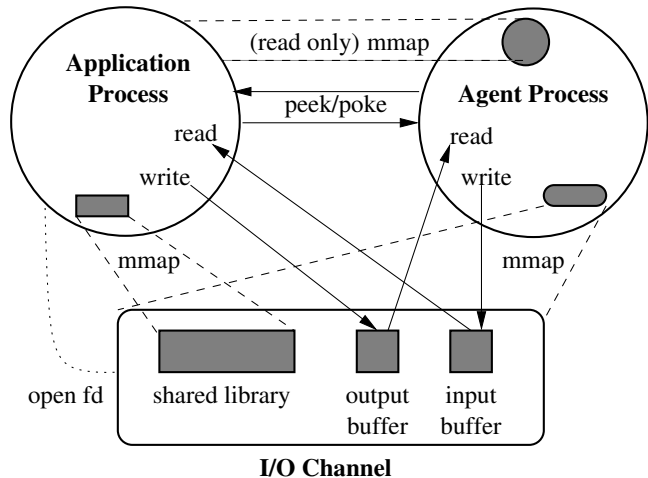 (read only) mmap
Application
Process
Agent Process
peek/poke
read
read
write
write
mmap
mmap
open fd
shared library
output
buffer
input
buffer
I/O Channel